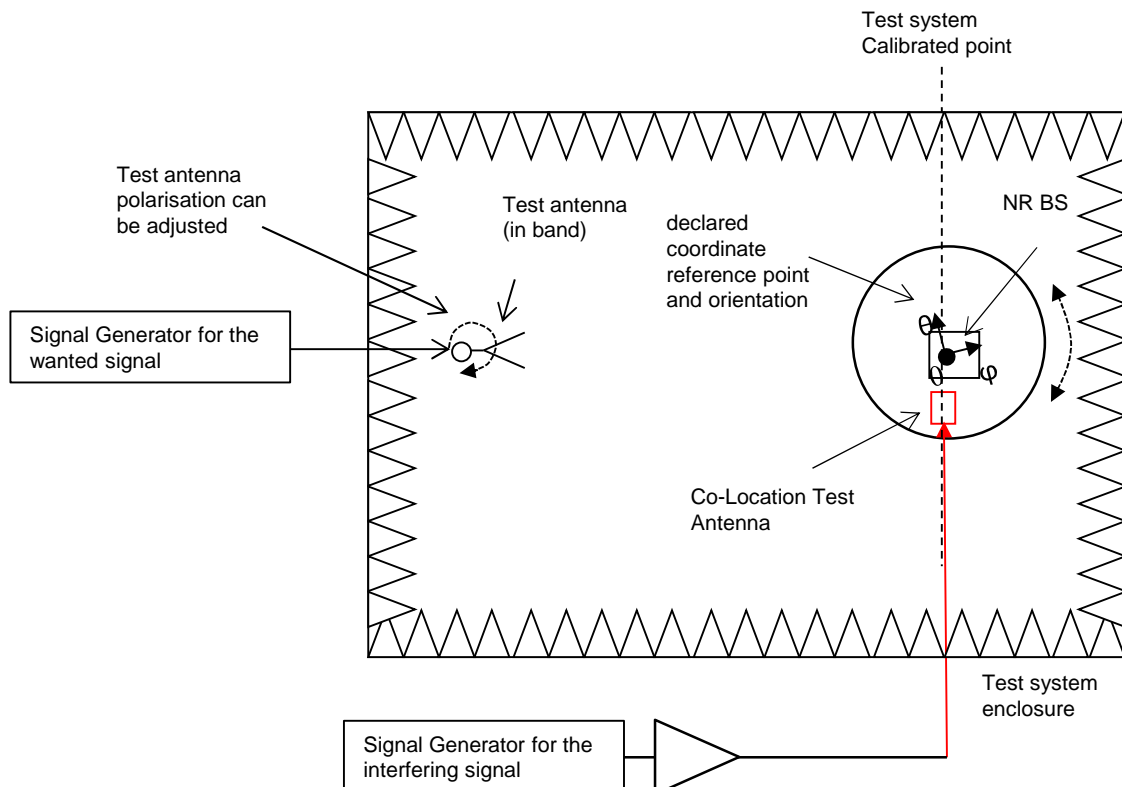 Test system
Calibrated point
Test antenna
polarisation can
be adjusted
Test antenna
(in band)
declared
coordinate
reference point
and orientation
NR BS
Signal Generator for the
wanted signal
θ
0
φ
Co-Location Test
Antenna
Test system
enclosure
Signal Generator for the
interfering signal